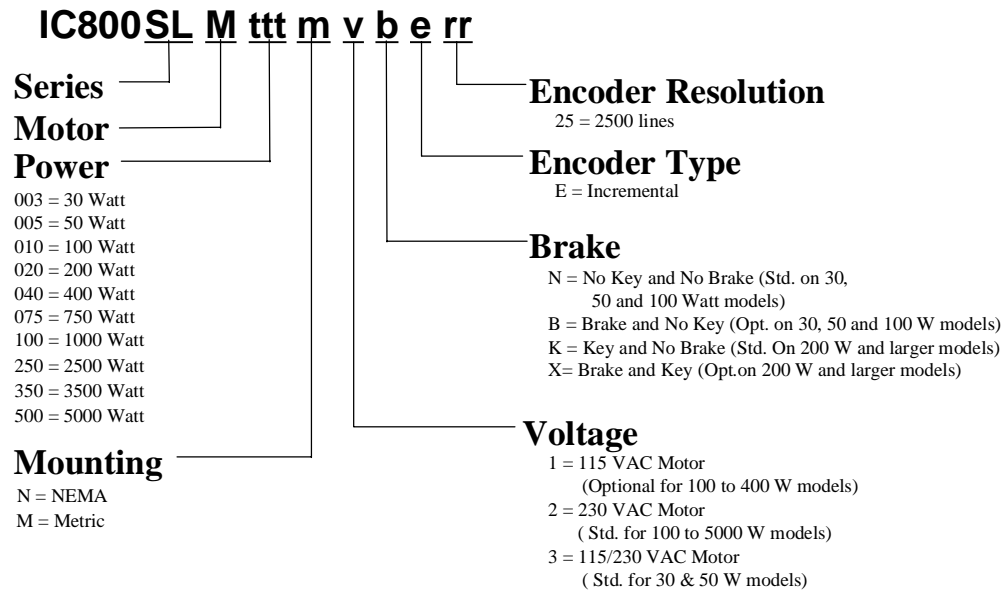 IC800 SL M ttt m v b e rr
Series
Motor
Power
003 = 30 Watt
005 = 50 Watt
010 = 100 Watt
020 = 200 Watt
040 = 400 Watt
075 = 750 Watt
100 = 1000 Watt
250 = 2500 Watt
350 = 3500 Watt
500 = 5000 Watt
Mounting
N = NEMA
M = Metric
Encoder Resolution
25 = 2500 lines
Encoder Type
E = Incremental
Brake
N = No Key and No Brake (Std. on 30,
50 and 100 Watt models)
B = Brake and No Key (Opt. on 30, 50 and 100 W models)
K = Key and No Brake (Std. On 200 W and larger models)
X= Brake and Key (Opt.on 200 W and larger models)
Voltage
1 = 115 VAC Motor
(Optional for 100 to 400 W models)
2 = 230 VAC Motor
( Std. for 100 to 5000 W models)
3 = 115/230 VAC Motor
( Std. for 30 & 50 W models)